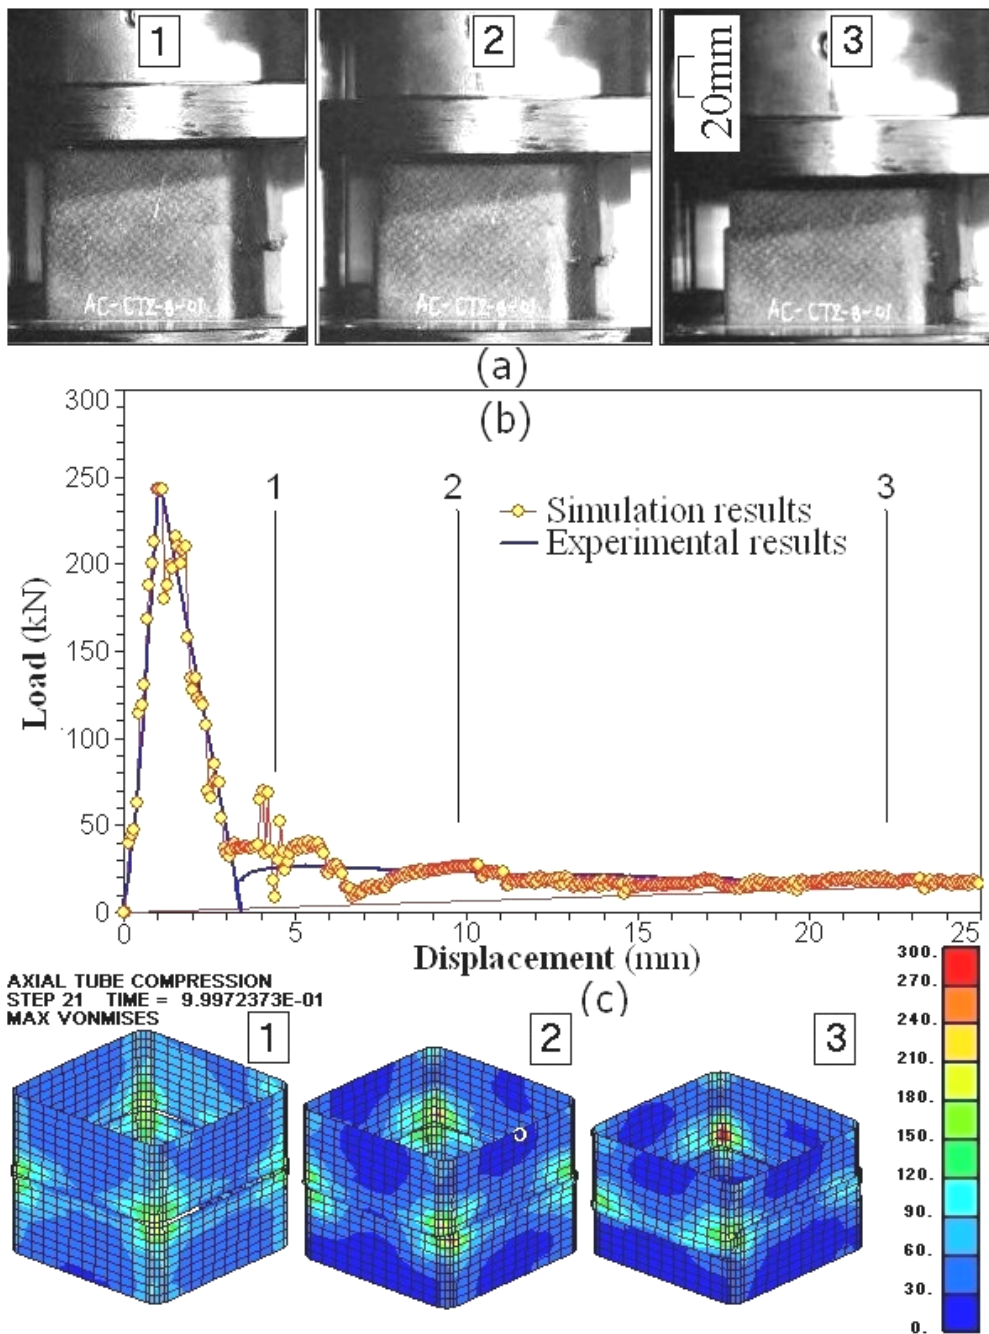 1
2
3
20mm
AC-CT2-8-01
AC-CT2-8-01
AC-CT2-8-01
(a)
(b)
300
250
200
150
100
50
0
Load (kN)
1
2
3
Simulation results
Experimental results
0
5
10
15
20
25
Displacement (mm)
(c)
AXIAL TUBE COMPRESSION
STEP 21 TIME = 9.9972373E-01
MAX VONMISES
1
2
3
300.
270.
240.
210.
180.
150.
120.
90.
60.
30.
0.